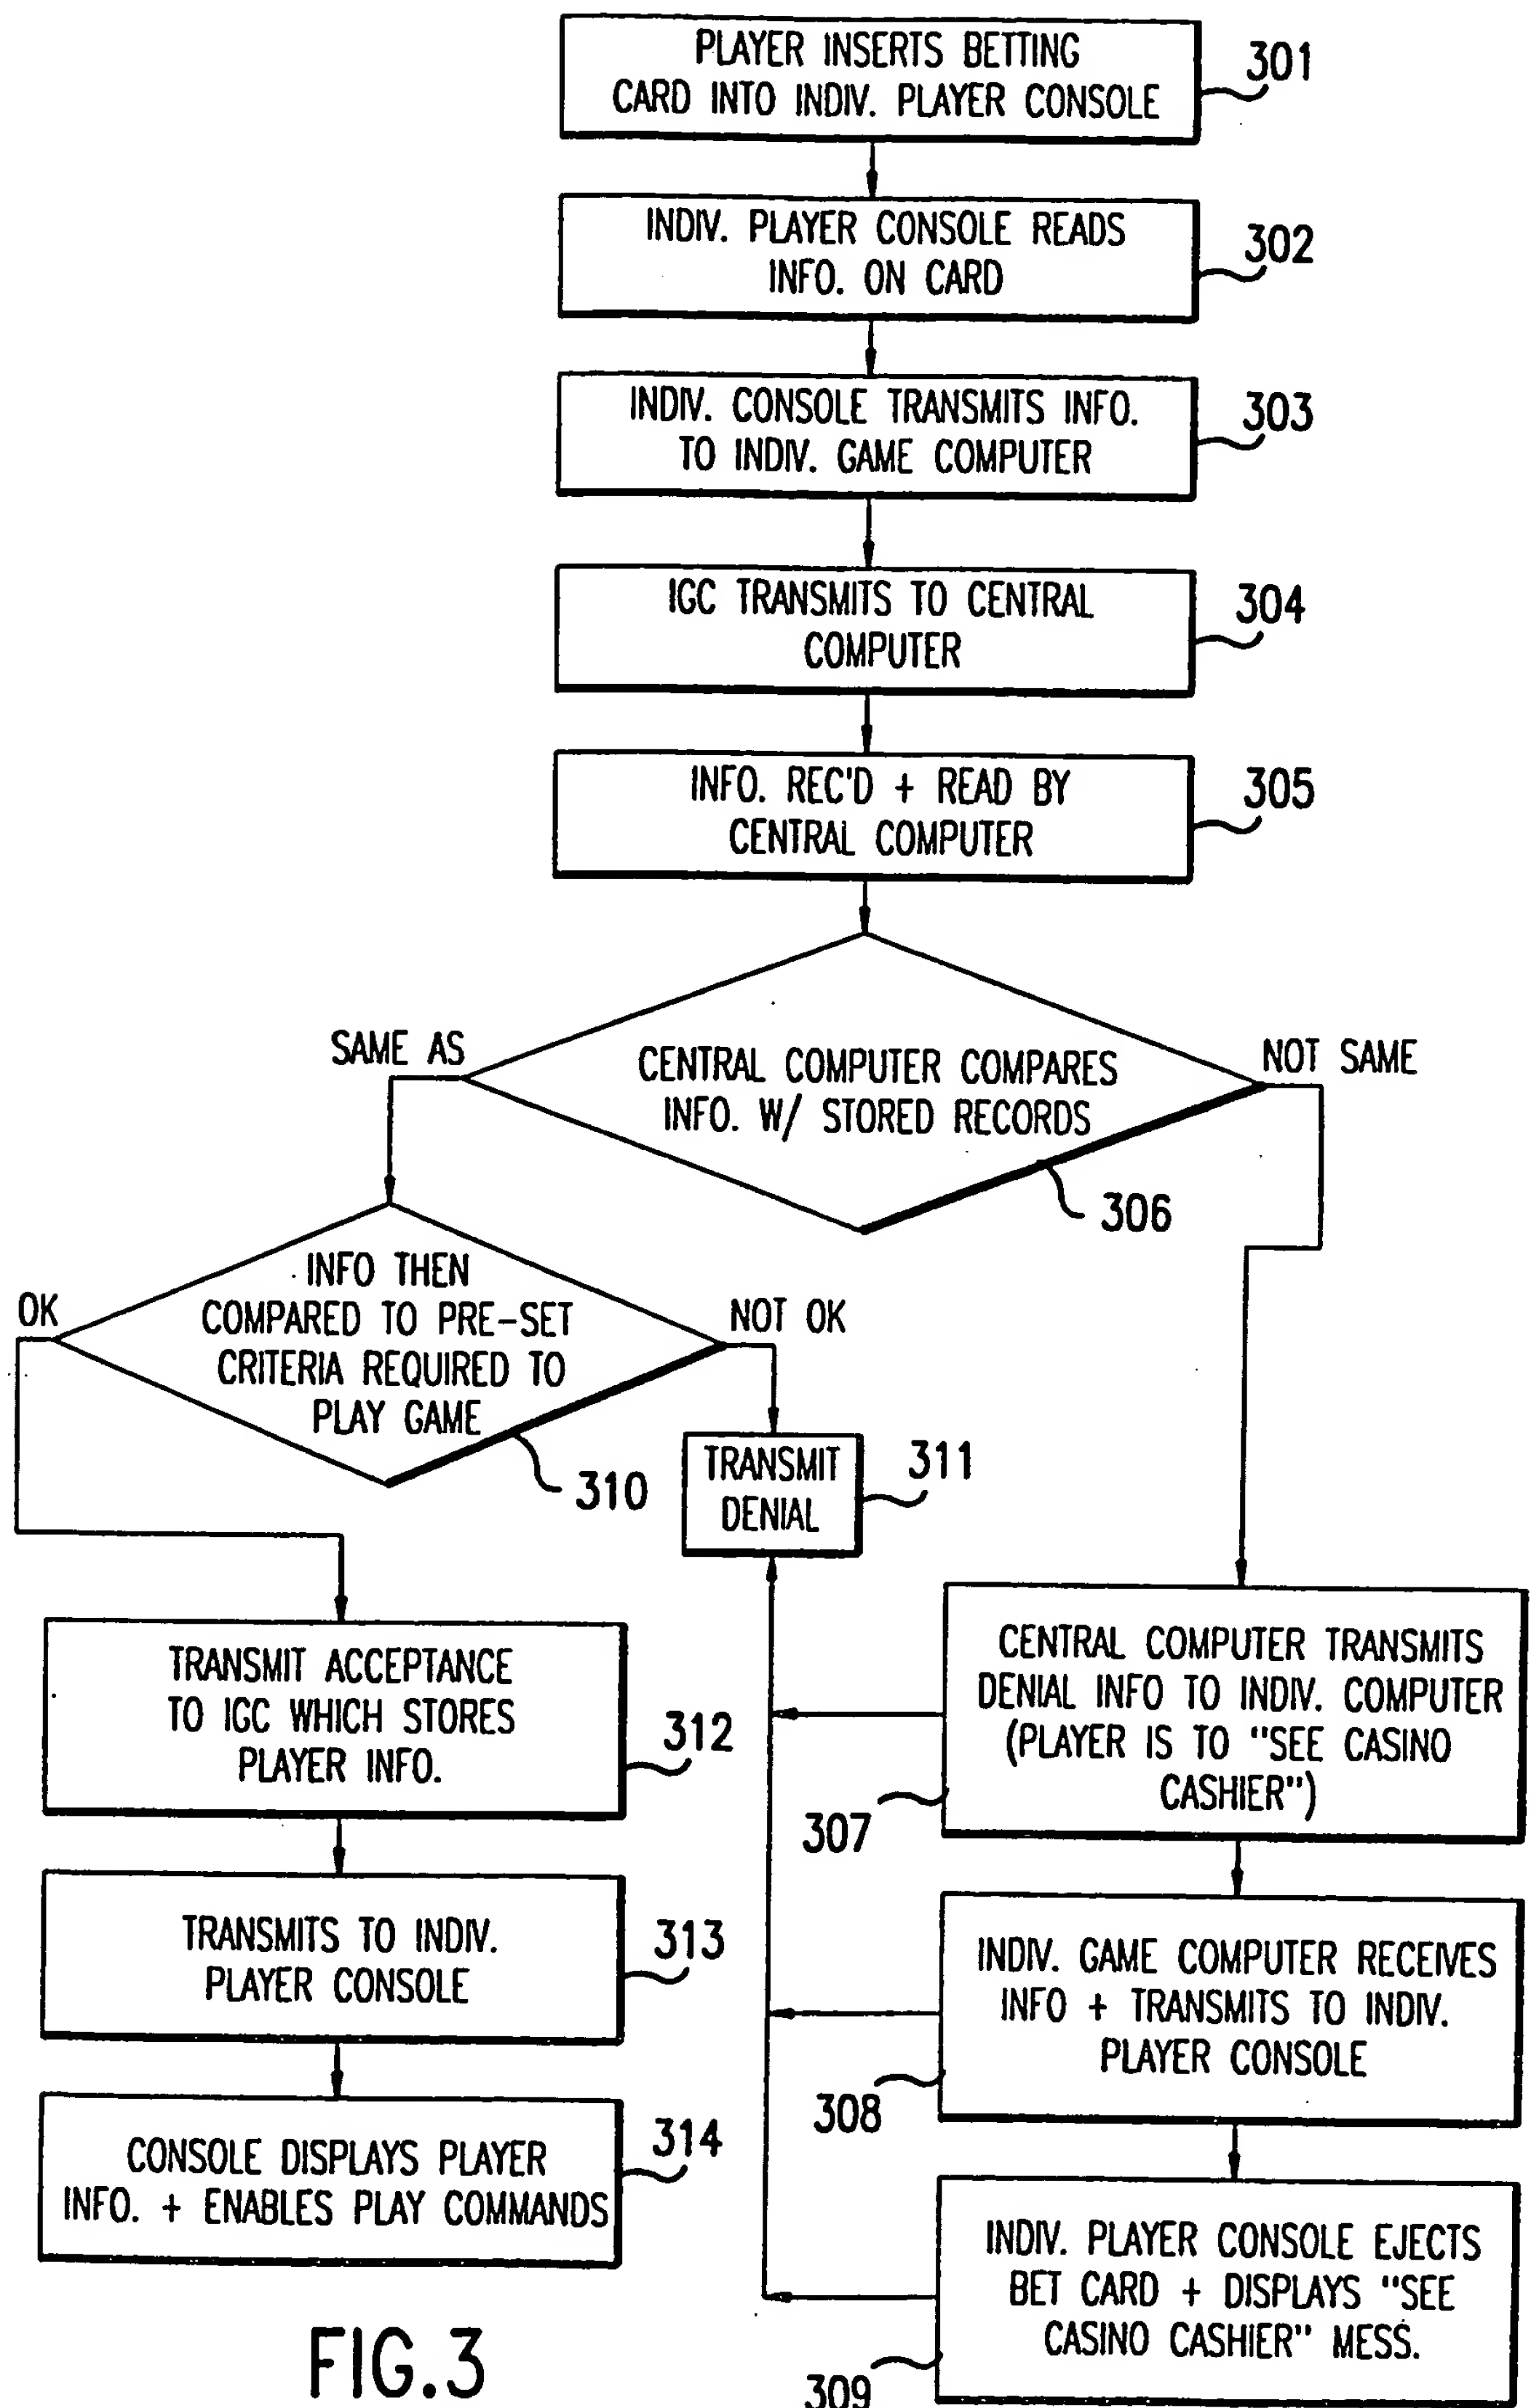 PLAYER INSERTS BETTING
CARD INTO INDIV. PLAYER CONSOLE
301
INDIV. PLAYER CONSOLE READS
INFO. ON CARD
302
INDIV. CONSOLE TRANSMITS INFO.
TO INDIV. GAME COMPUTER
303
IGC TRANSMITS TO CENTRAL
COMPUTER
304
INFO. REC'D + READ BY
CENTRAL COMPUTER
305
SAME AS
CENTRAL COMPUTER COMPARES
INFO. W/ STORED RECORDS
NOT SAME
306
OK
INFO THEN
COMPARED TO PRE-SET
CRITERIA REQUIRED TO
PLAY GAME
NOT OK
310
TRANSMIT
DENIAL
311
TRANSMIT ACCEPTANCE
TO IGC WHICH STORES
PLAYER INFO.
312
CENTRAL COMPUTER TRANSMITS
DENIAL INFO TO INDIV. COMPUTER
(PLAYER IS TO "SEE CASINO
CASHIER")
307
TRANSMITS TO INDIV.
PLAYER CONSOLE
313
INDIV. GAME COMPUTER RECEIVES
INFO + TRANSMITS TO INDIV.
PLAYER CONSOLE
308
CONSOLE DISPLAYS PLAYER
INFO. + ENABLES PLAY COMMANDS
314
INDIV. PLAYER CONSOLE EJECTS
BET CARD + DISPLAYS "SEE
CASINO CASHIER" MESS.
309
FIG.3